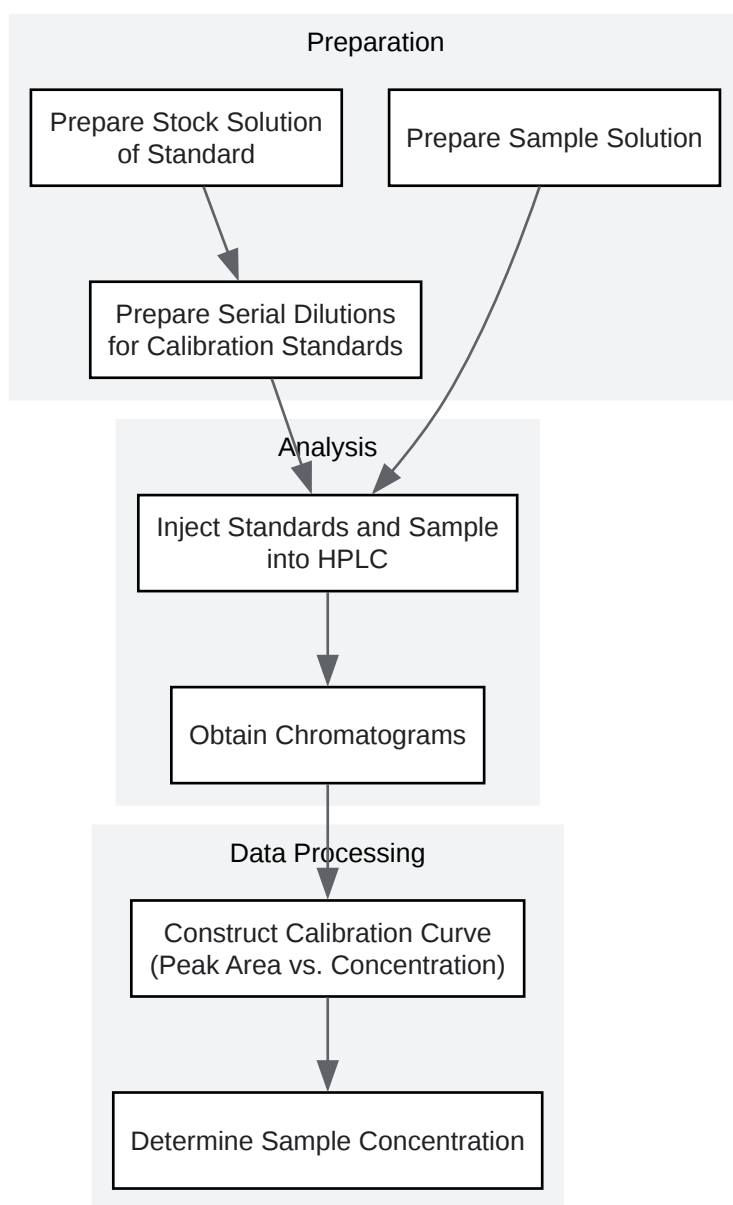 Preparation
Prepare Stock Solution
of Standard
Prepare Sample Solution
Prepare Serial Dilutions
for Calibration Standards
Analysis
Inject Standards and Sample
into HPLC
Obtain Chromatograms
Data Processing
Construct Calibration Curve
(Peak Area vs. Concentration)
Determine Sample Concentration